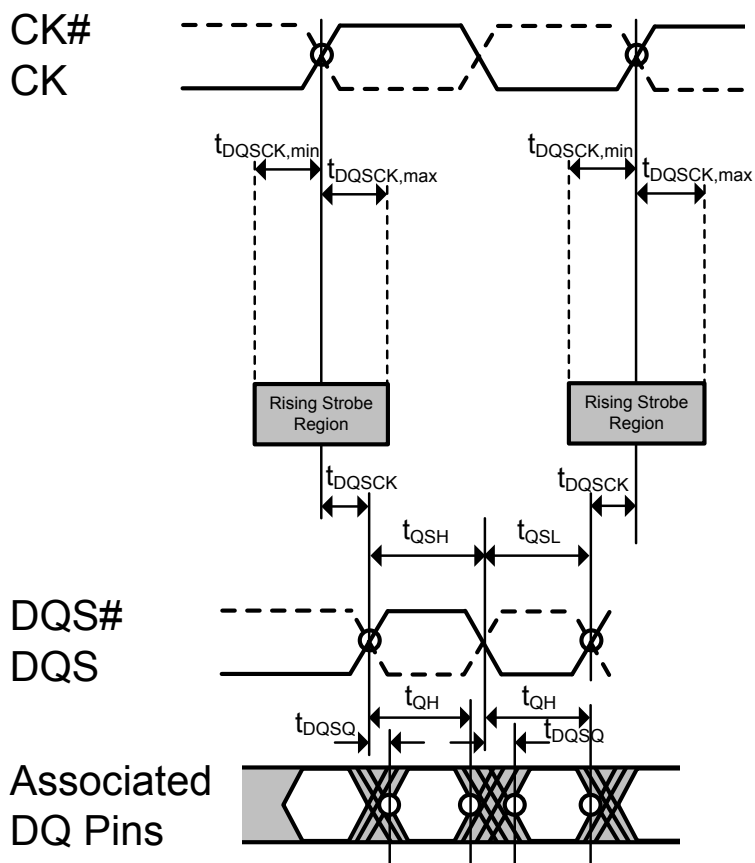 CK#
CK
tDQSCK,min
tDQSCK,max
tDQSCK,min
tDQSCK,max
Rising Strobe
Region
Rising Strobe
Region
tDQSCK
tDQSCK
tQSH
tQSL
DQS#
DQS
tQH
tQH
tDQSQ
tDQSQ
Associated
DQ Pins